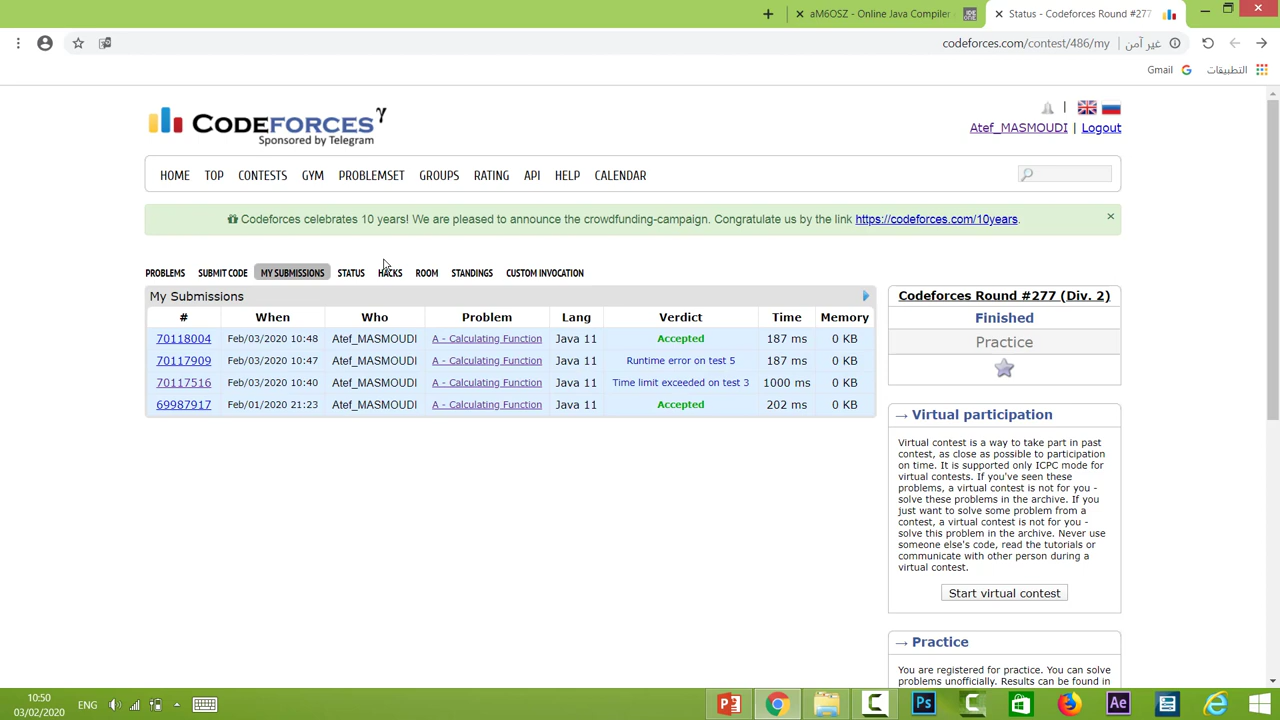 aM6OSZ - Online Java Compiler
Status - Codeforces Round #277
codeforces.com/contest/486/my
غير آمن
Gmail
التطبيقات
CODEFORCES γ
Sponsored by Telegram
Atef_MASMOUDI | Logout
HOME TOP CONTESTS GYM PROBLEMSET GROUPS RATING API HELP CALENDAR
Codeforces celebrates 10 years! We are pleased to announce the crowdfunding-campaign. Congratulate us by the link https://codeforces.com/10years.
PROBLEMS SUBMIT CODE MY SUBMISSIONS STATUS HACKS ROOM STANDINGS CUSTOM INVOCATION
My Submissions
# When Who Problem Lang Verdict Time Memory
70118004 Feb/03/2020 10:48 Atef_MASMOUDI A - Calculating Function Java 11 Accepted 187 ms 0 KB
70117909 Feb/03/2020 10:47 Atef_MASMOUDI A - Calculating Function Java 11 Runtime error on test 5 187 ms 0 KB
70117516 Feb/03/2020 10:40 Atef_MASMOUDI A - Calculating Function Java 11 Time limit exceeded on test 3 1000 ms 0 KB
69987917 Feb/01/2020 21:23 Atef_MASMOUDI A - Calculating Function Java 11 Accepted 202 ms 0 KB
Codeforces Round #277 (Div. 2)
Finished
Practice
→ Virtual participation
Virtual contest is a way to take part in past
contest, as close as possible to participation
on time. It is supported only ICPC mode for
virtual contests. If you've seen these
problems, a virtual contest is not for you -
solve these problems in the archive. If you
just want to solve some problem from a
contest, a virtual contest is not for you -
solve this problem in the archive. Never use
someone else's code, read the tutorials or
communicate with other person during a
virtual contest.
Start virtual contest
→ Practice
You are registered for practice. You can solve
problems unofficially. Results can be found in
10:50
03/02/2020
ENG